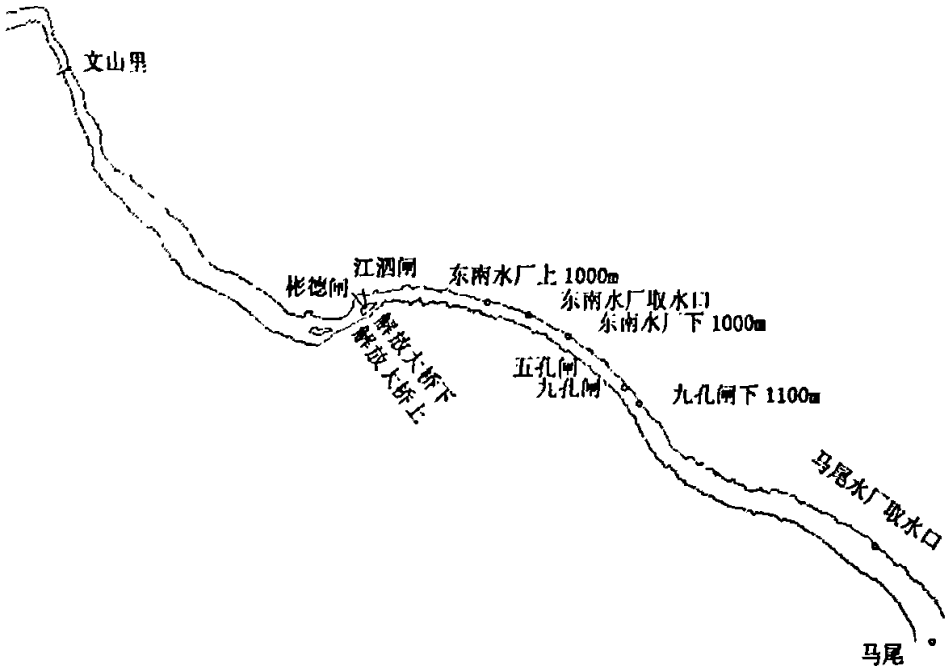 文山里
江泗闸
彬德闸
东南水厂上 1000m
东南水厂取水口
东南水厂下 1000m
解放大桥下
解放大桥上
五孔闸
九孔闸
九孔闸下 1100m
马尾水厂取水口
马尾